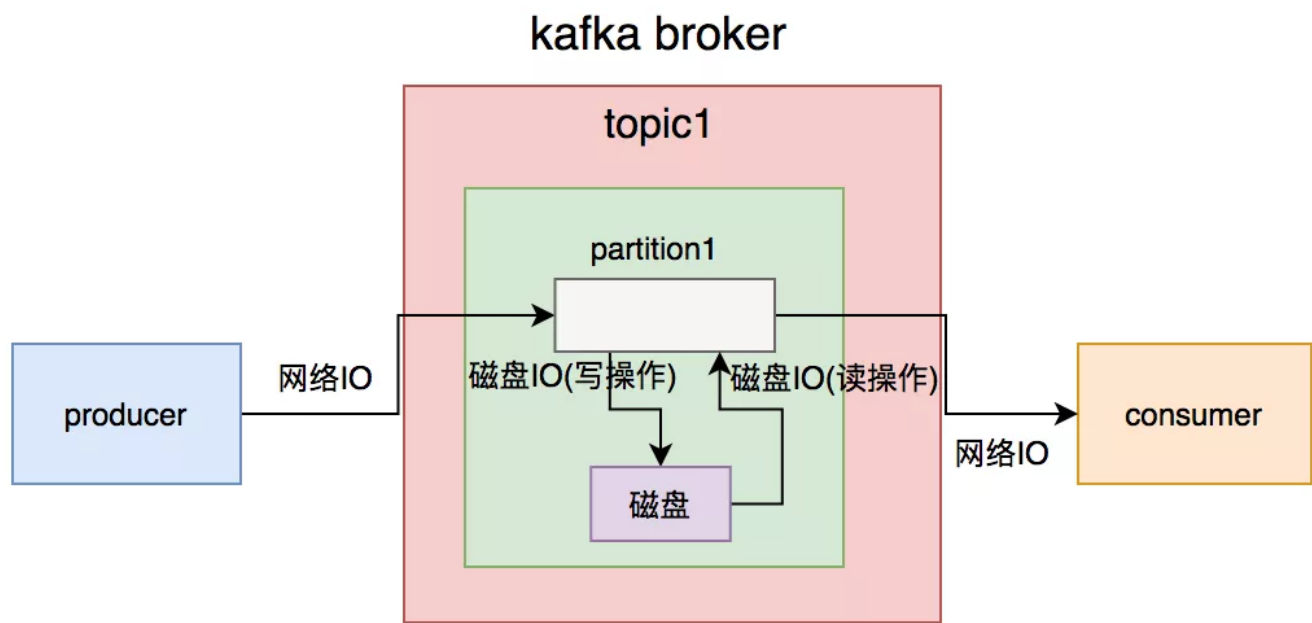 kafka broker
topic1
partition1
网络IO
磁盘IO(写操作)
磁盘IO(读操作)
producer
consumer
网络IO
磁盘